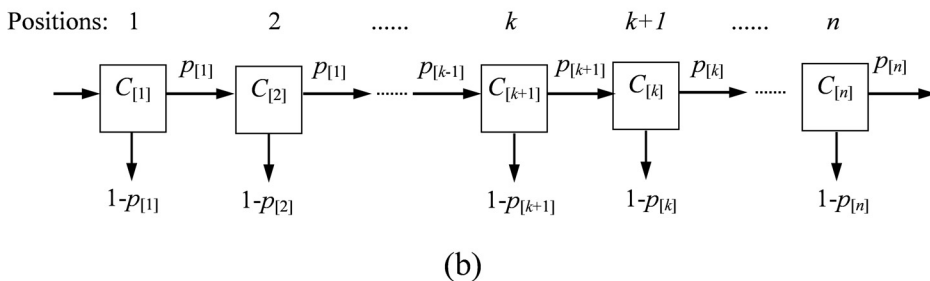 Positions: 1 2 ...... k k+1 ...... n
p[1] p[1] p[k-1] p[k+1] p[k] p[n]
C[1] C[2] ........ C[k+1] C[k] ....... C[n]
1-p[1] 1-p[2] 1-p[k+1] 1-p[k] 1-p[n]
(b)